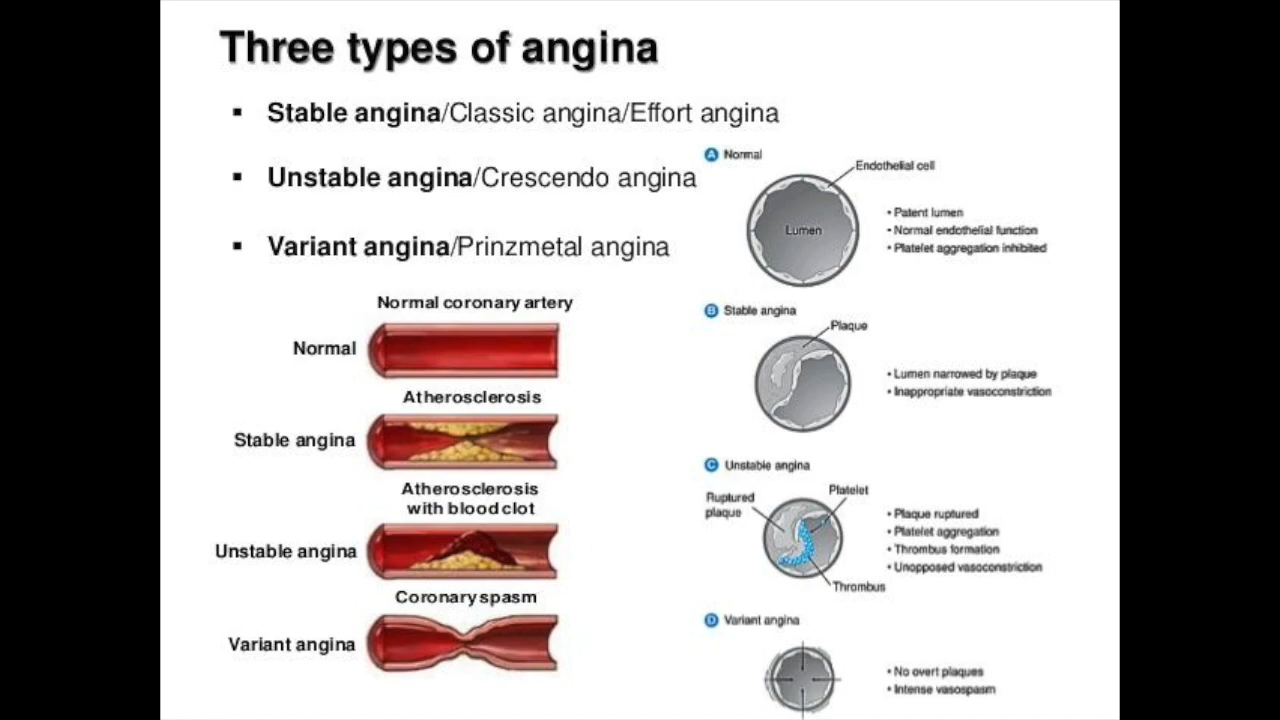 Three types of angina
▪ Stable angina/Classic angina/Effort angina
▪ Unstable angina/Crescendo angina
▪ Variant angina/Prinzmetal angina
Normal coronary artery
Normal
Atherosclerosis
Stable angina
Atherosclerosis
with blood clot
Unstable angina
Coronary spasm
Variant angina
A Normal
Endothelial cell
Lumen
• Patent lumen
• Normal endothelial function
• Platelet aggregation inhibited
B Stable angina
Plaque
• Lumen narrowed by plaque
• Inappropriate vasoconstriction
C Unstable angina
Ruptured
plaque
Platelet
Thrombus
• Plaque ruptured
• Platelet aggregation
• Thrombus formation
• Unopposed vasoconstriction
D Variant angina
• No overt plaques
• Intense vasospasm